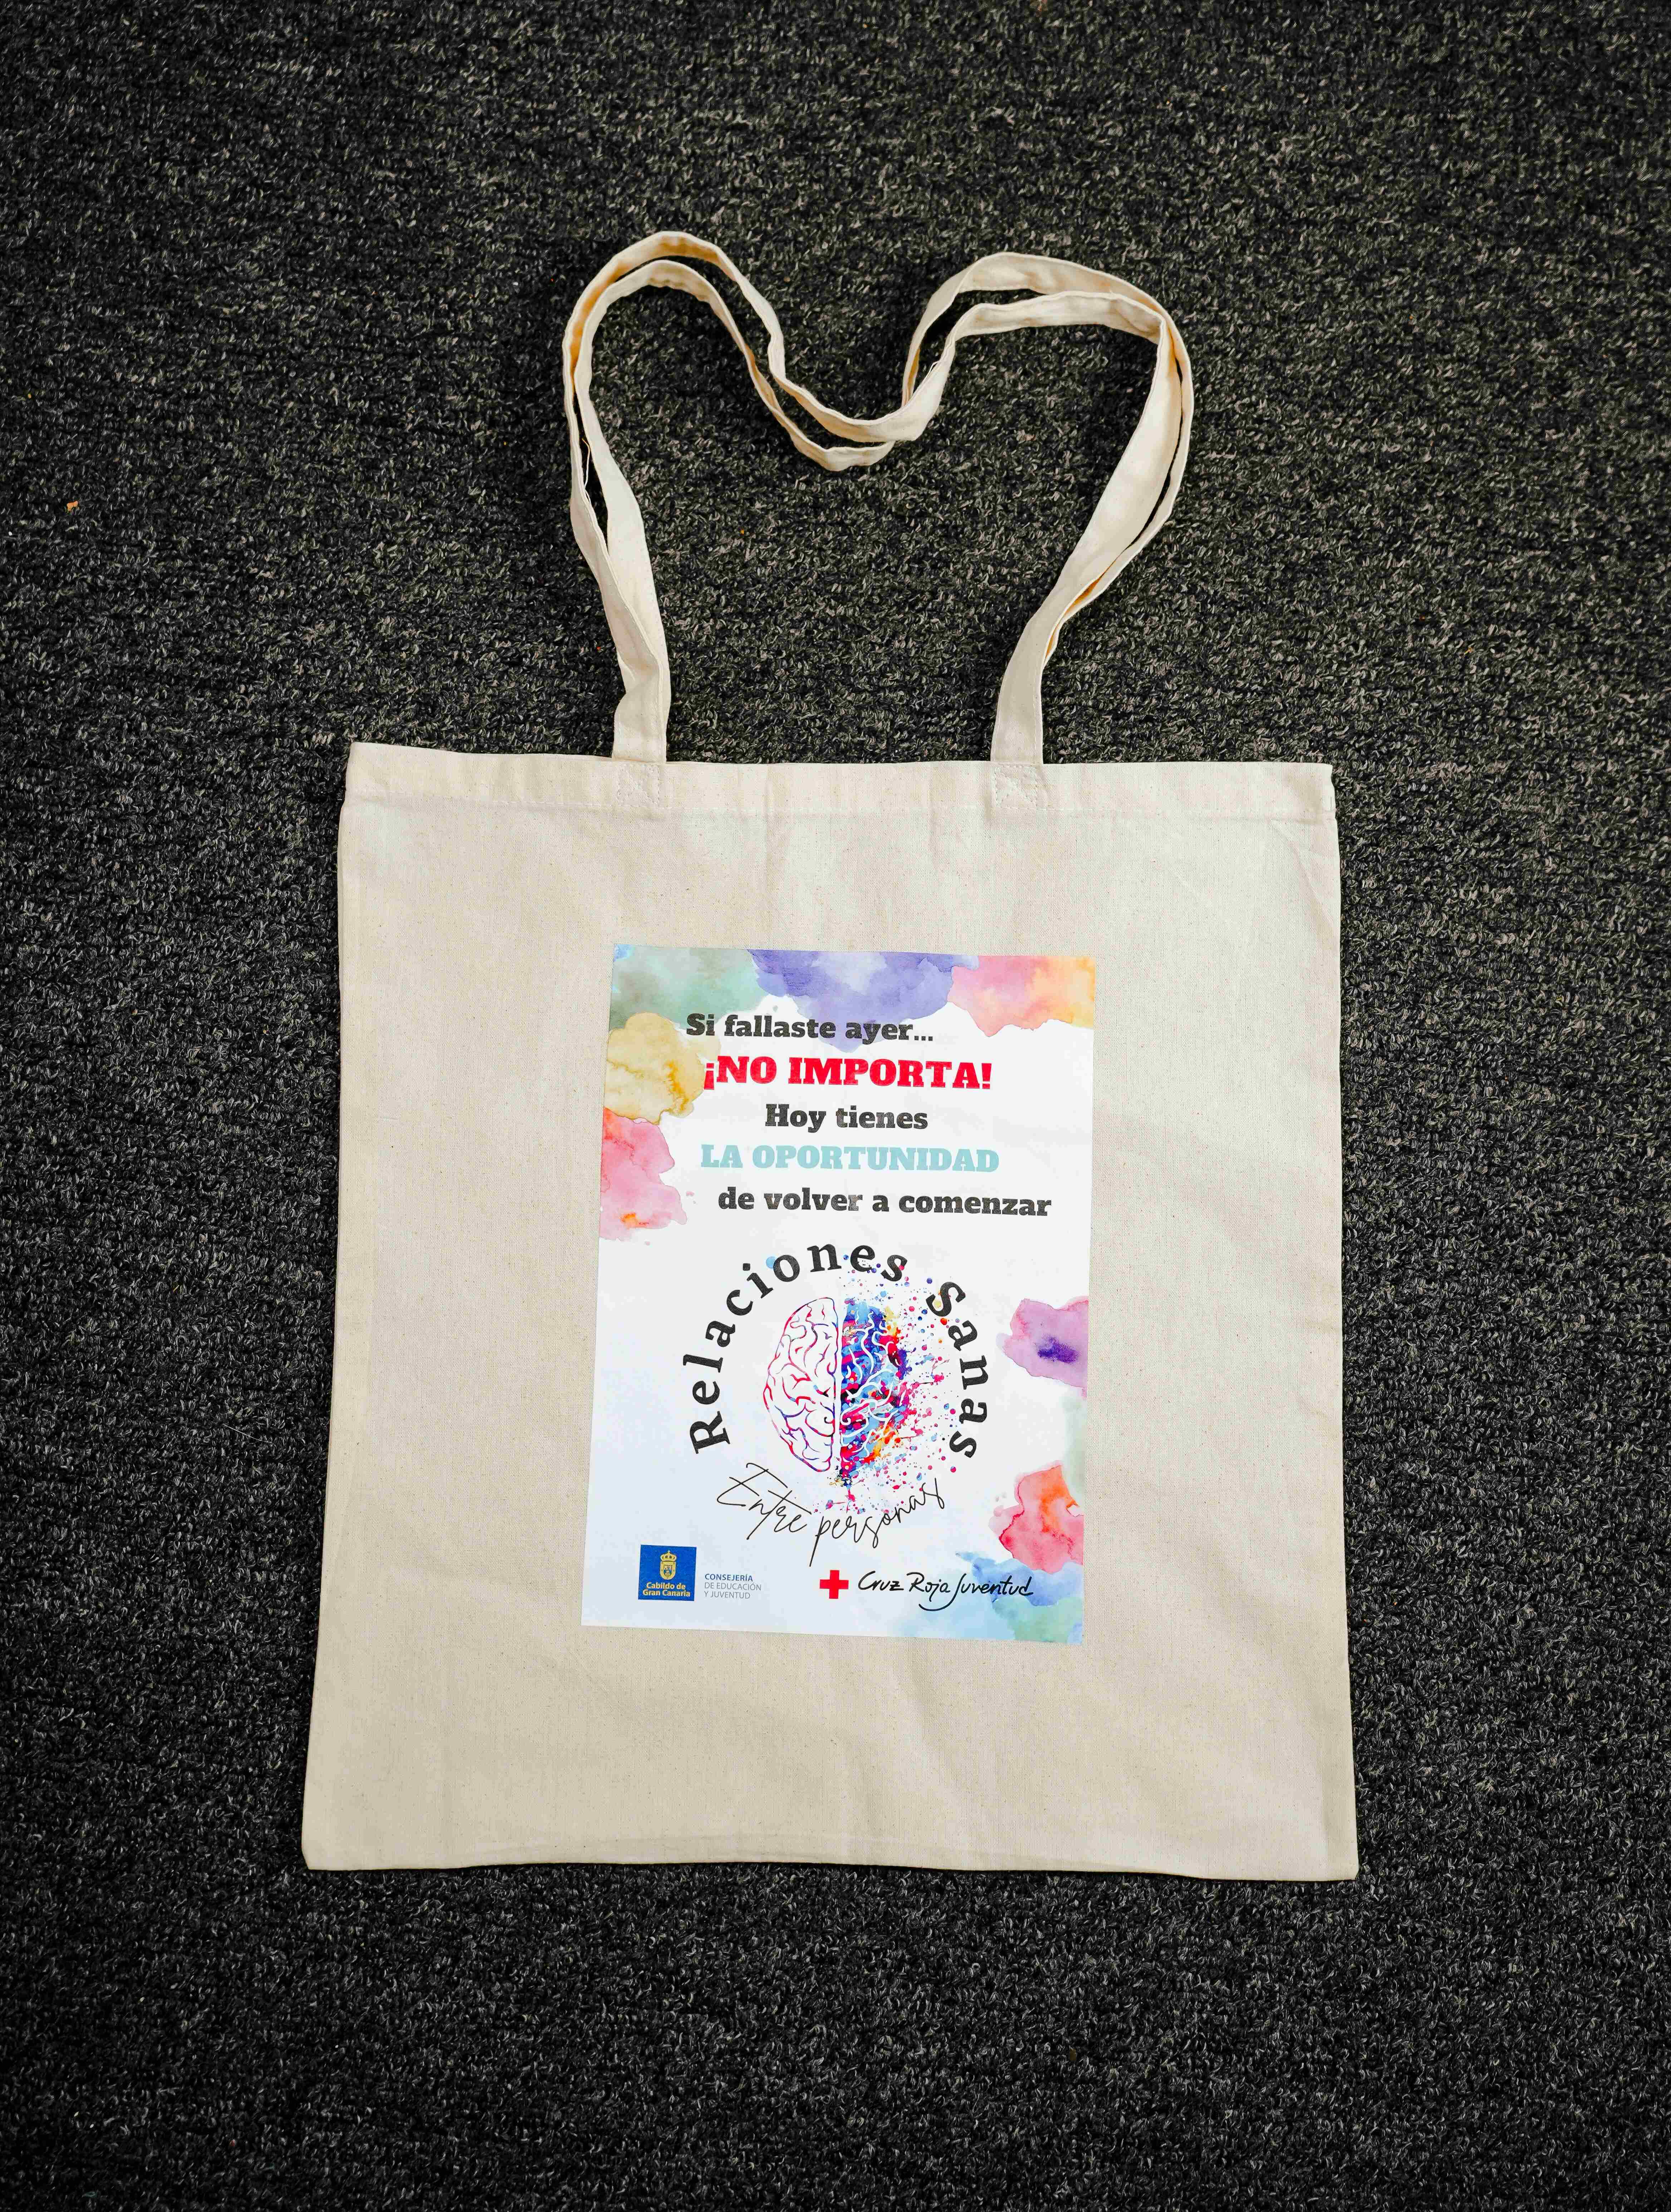 Si fallaste ayer...
¡NO IMPORTA!
Hoy tienes
LA OPORTUNIDAD
de volver a comenzar
Relaciones Sanas
Entre personas
Cabildo de
Gran Canaria
CONSEJERÍA
DE EDUCACIÓN
Y JUVENTUD
Cruz Roja Juventud